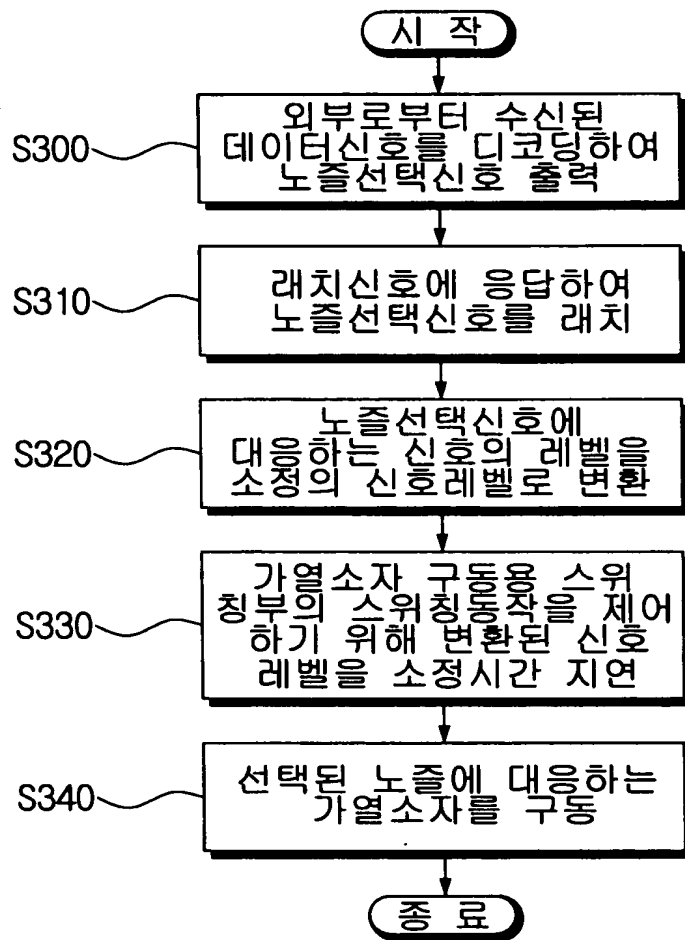 시 작
S300
외부로부터 수신된
데이터신호를 디코딩하여
노즐선택신호 출력
S310
래치신호에 응답하여
노즐선택신호를 래치
S320
노즐선택신호에
대응하는 신호의 레벨을
소정의 신호레벨로 변환
S330
가열소자 구동용 스위
칭부의 스위칭동작을 제어
하기 위해 변환된 신호
레벨을 소정시간 지연
S340
선택된 노즐에 대응하는
가열소자를 구동
종 료